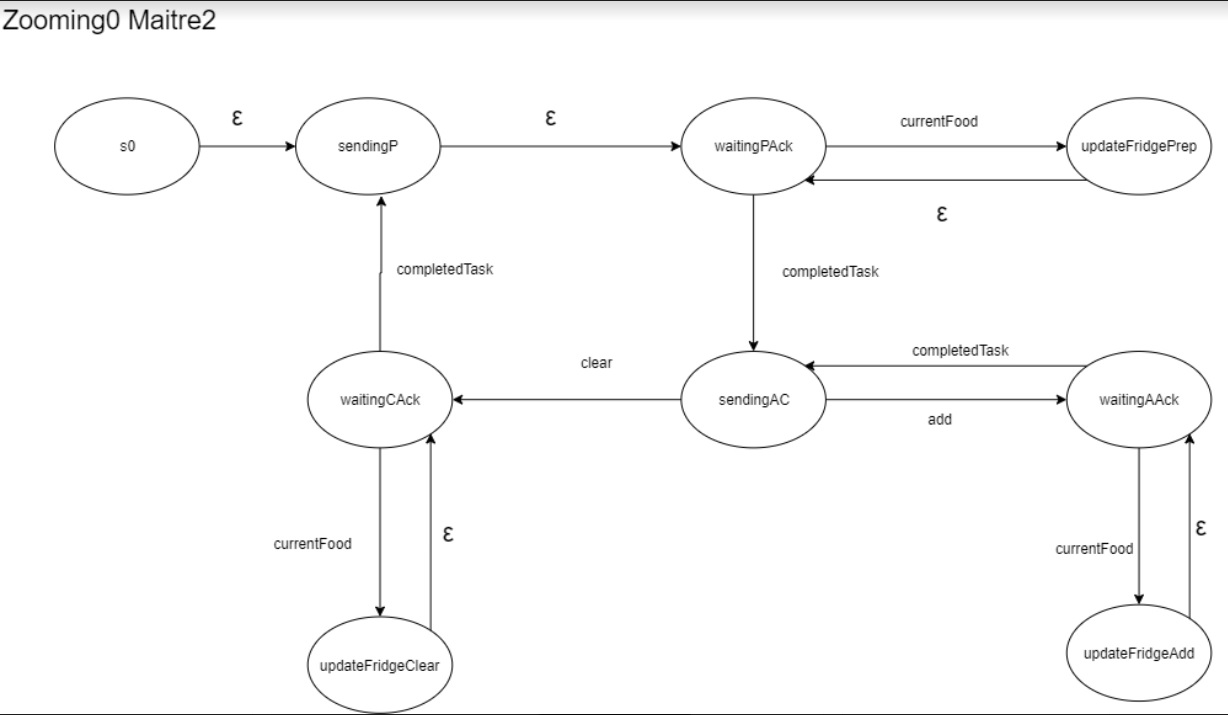 Zooming0 Maitre2
ε
ε
currentFood
s0
sendingP
waitingPAck
updateFridgePrep
ε
completedTask
completedTask
completedTask
clear
waitingCAck
sendingAC
waitingAAck
add
ε
ε
currentFood
currentFood
updateFridgeClear
updateFridgeAdd